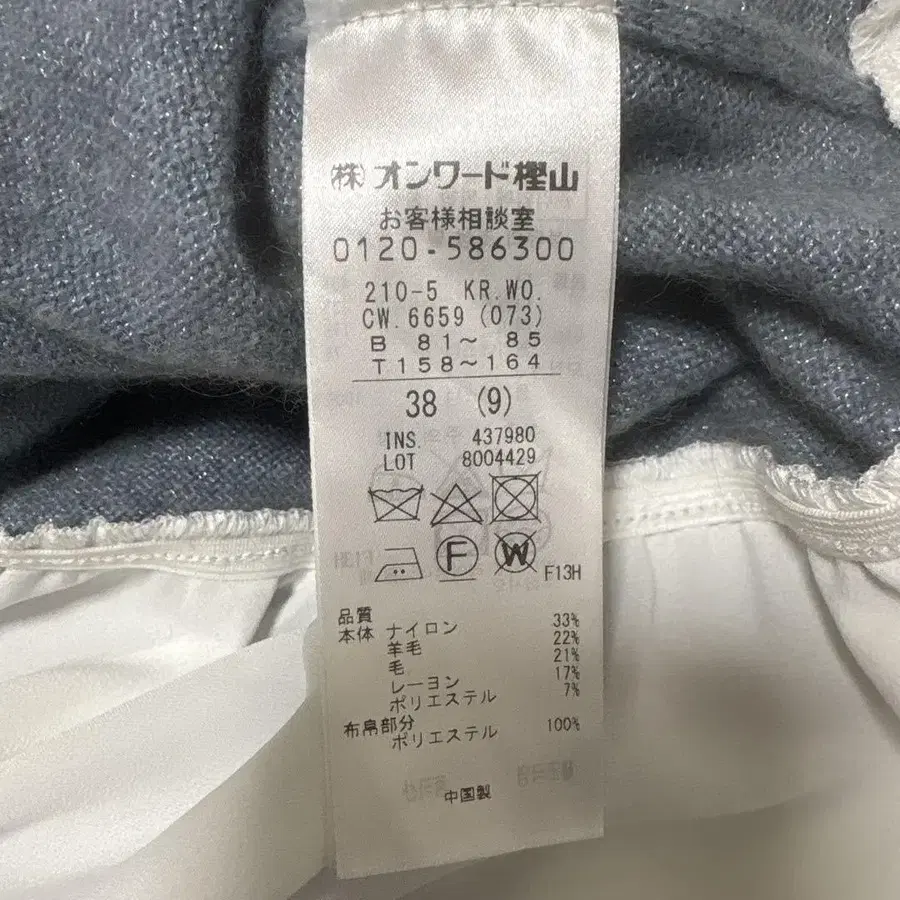 (株) オンワード樫山
お客様相談室
0120-586300
210-5 KR.WO.
CW.6659 (073)
B 81～ 85
T158～164
38 (9)
INS. 437980
LOT 8004429
F
W
F13H
品質
本体 ナイロン 33%
羊毛 22%
毛 21%
レーヨン 17%
ポリエステル 7%
布帛部分
ポリエステル 100%
中国製